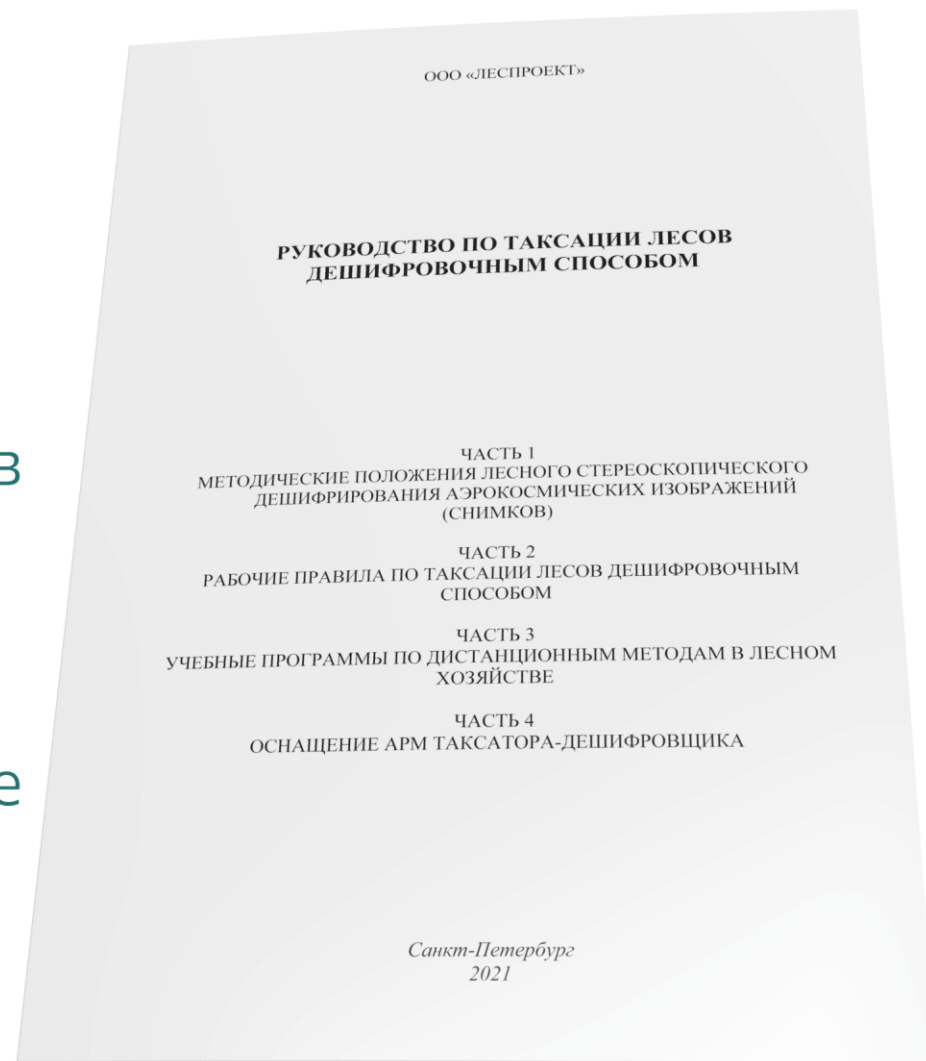 ООО «ЛЕСПРОЕКТ»
РУКОВОДСТВО ПО ТАКСАЦИИ ЛЕСОВ
ДЕШИФРОВОЧНЫМ СПОСОБОМ
ЧАСТЬ 1
МЕТОДИЧЕСКИЕ ПОЛОЖЕНИЯ ЛЕСНОГО СТЕРЕОСКОПИЧЕСКОГО
ДЕШИФРИРОВАНИЯ АЭРОКОСМИЧЕСКИХ ИЗОБРАЖЕНИЙ
(СНИМКОВ)
в
ЧАСТЬ 2
РАБОЧИЕ ПРАВИЛА ПО ТАКСАЦИИ ЛЕСОВ ДЕШИФРОВОЧНЫМ
СПОСОБОМ
ЧАСТЬ 3
УЧЕБНЫЕ ПРОГРАММЫ ПО ДИСТАНЦИОННЫМ МЕТОДАМ В ЛЕСНОМ
ХОЗЯЙСТВЕ
ЧАСТЬ 4
ОСНАЩЕНИЕ АРМ ТАКСАТОРА-ДЕШИФРОВЩИКА
е
Санкт-Петербург
2021